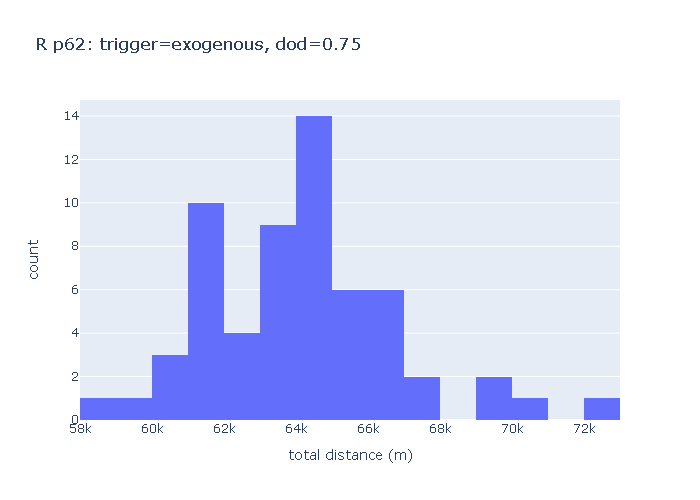 R p62: trigger=exogenous, dod=0.75
14
12
10
8
6
4
2
0
count
58k
60k
62k
64k
66k
68k
70k
72k
total distance (m)